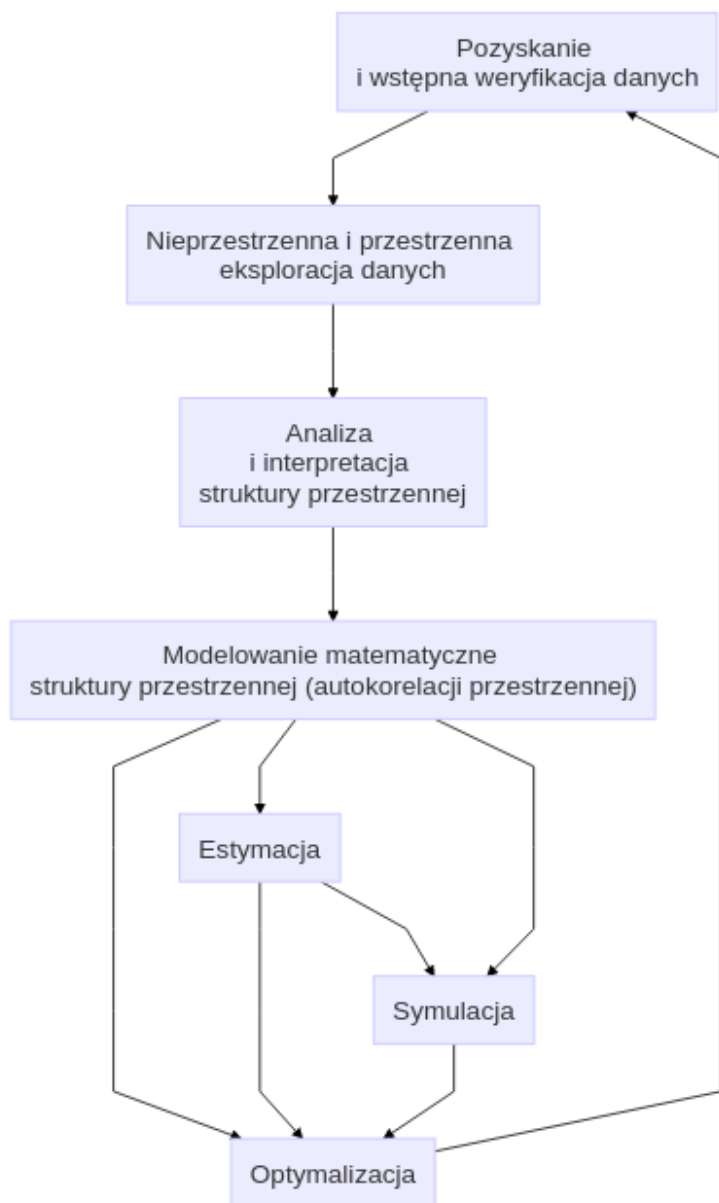 Pozyskanie
i wstępna weryfikacja danych
Nieprzestrzenna i przestrzenna
eksploracja danych
Analiza
i interpretacja
struktury przestrzennej
Modelowanie matematyczne
struktury przestrzennej (autokorelacji przestrzennej)
Estymacja
Symulacja
Optymalizacja